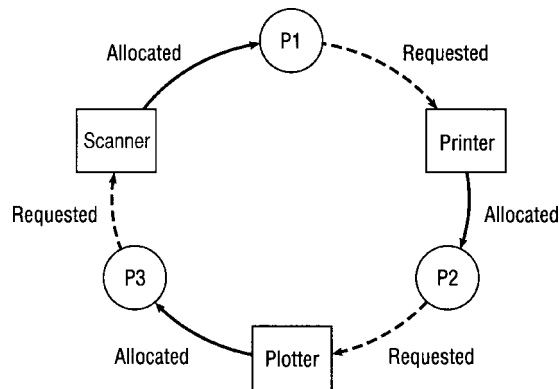 P1
Allocated
Requested
Scanner
Printer
Requested
Allocated
P3
P2
Allocated
Plotter
Requested